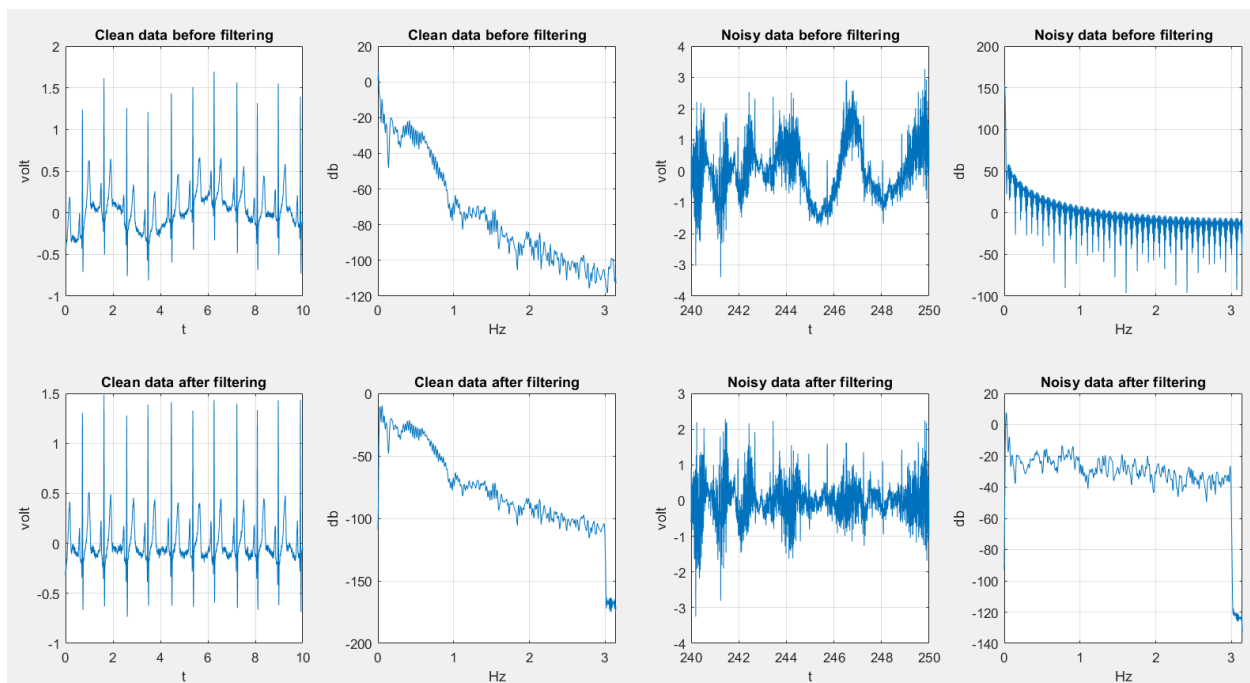 Clean data before filtering
2
1.5
1
0.5
0
-0.5
-1
volt
0 2 4 6 8 10
t
Clean data before filtering
20
0
-20
-40
-60
-80
-100
-120
db
0 1 2 3
Hz
Noisy data before filtering
4
3
2
1
0
-1
-2
-3
-4
volt
240 242 244 246 248 250
t
Noisy data before filtering
200
150
100
50
0
-50
-100
db
0 1 2 3
Hz
Clean data after filtering
1.5
1
0.5
0
-0.5
-1
volt
0 2 4 6 8 10
t
Clean data after filtering
0
-50
-100
-150
-200
db
0 1 2 3
Hz
Noisy data after filtering
3
2
1
0
-1
-2
-3
-4
volt
240 242 244 246 248 250
t
Noisy data after filtering
20
0
-20
-40
-60
-80
-100
-120
-140
db
0 1 2 3
Hz